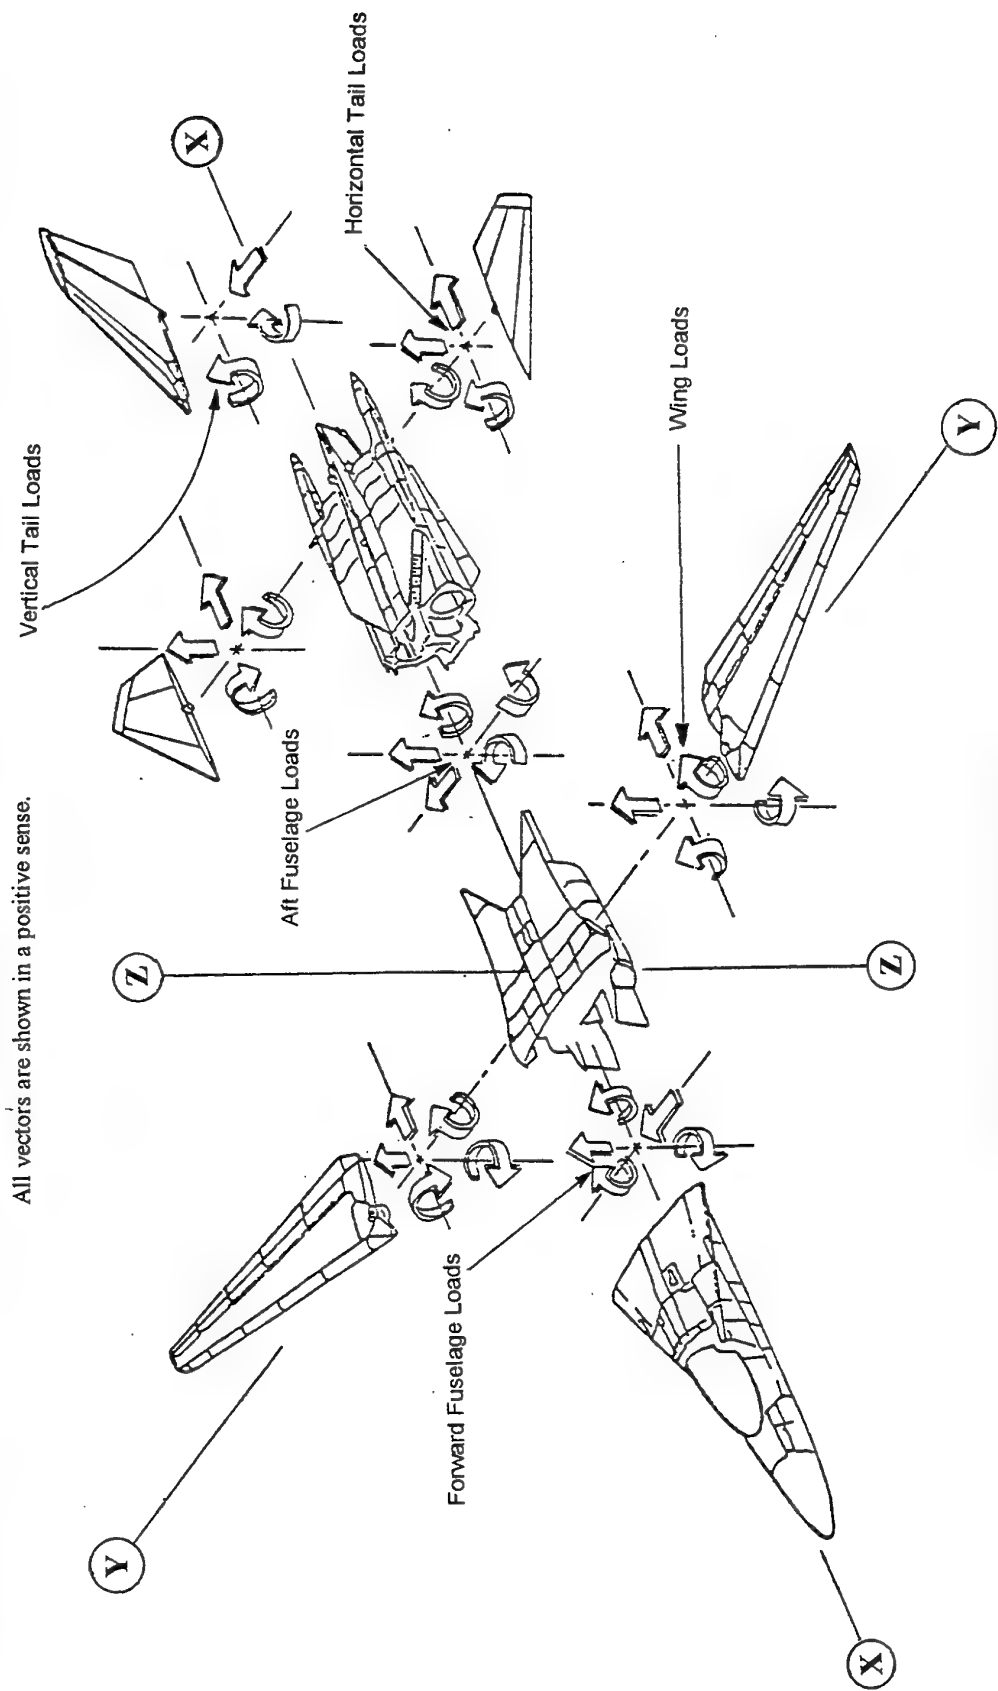 All vectors are shown in a positive sense.
Vertical Tail Loads
Horizontal Tail Loads
X
Aft Fuselage Loads
Wing Loads
Z
Z
Y
Y
Forward Fuselage Loads
X